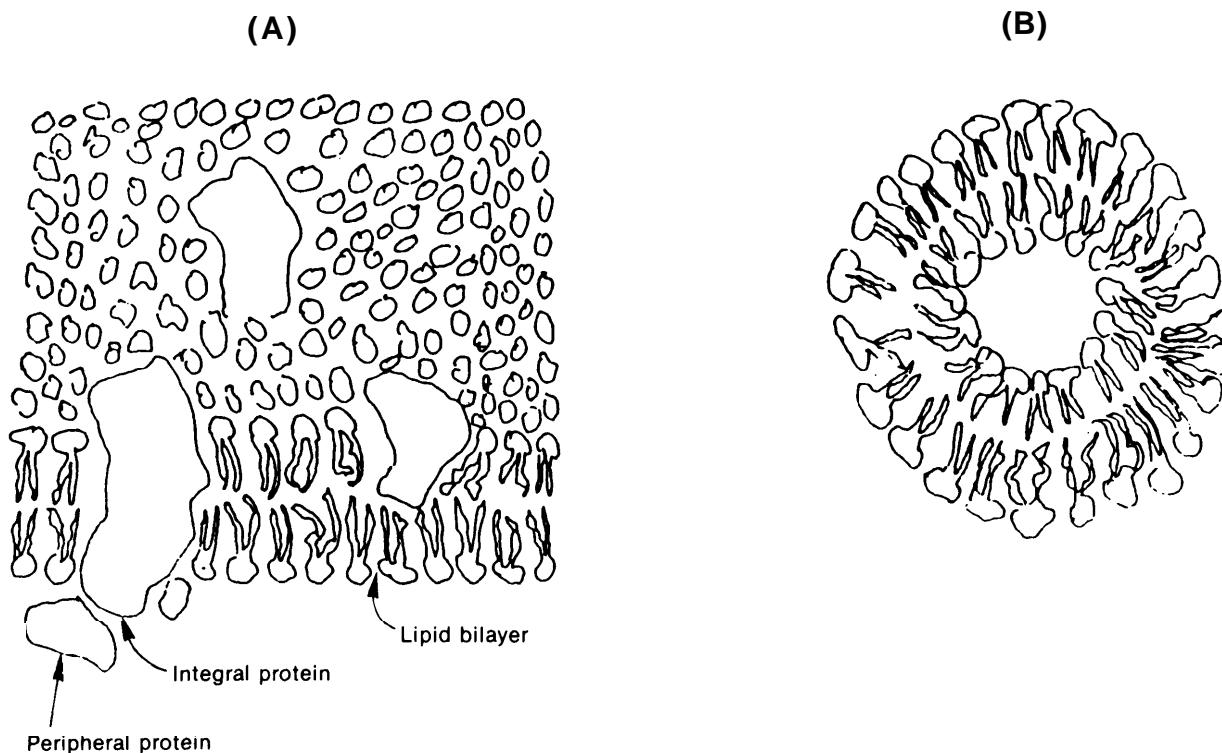 (A)
(B)
Lipid bilayer
Integral protein
Peripheral protein